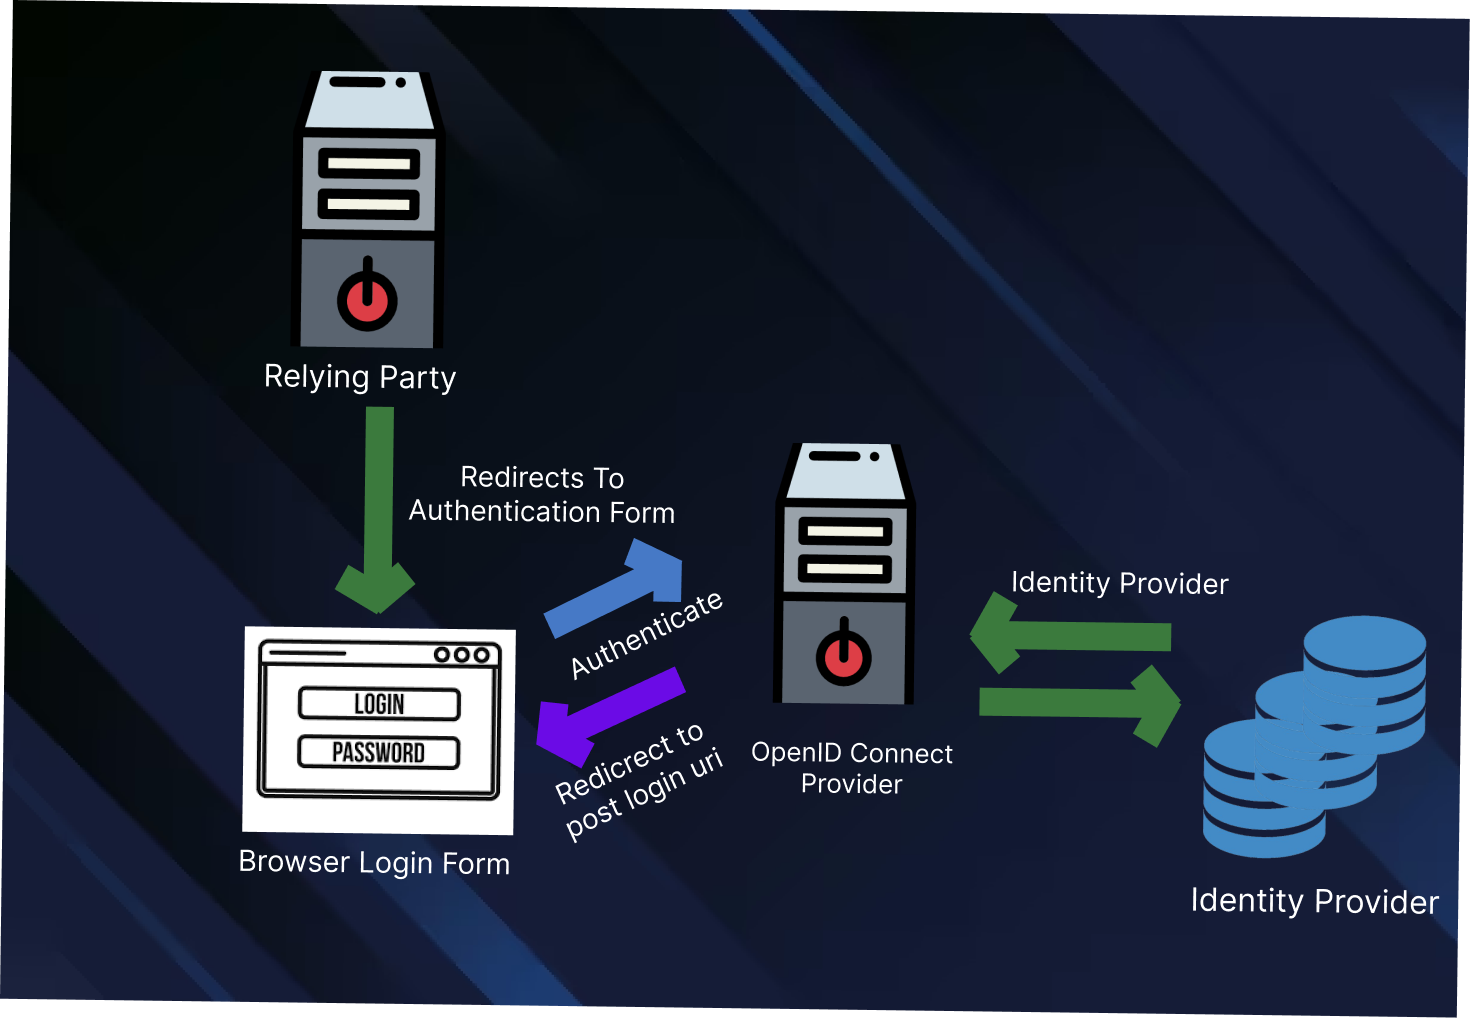 Relying Party
Redirects To
Authentication Form
Authenticate
Identity Provider
LOGIN
PASSWORD
Redicrect to
post login uri
OpenID Connect
Provider
Browser Login Form
Identity Provider